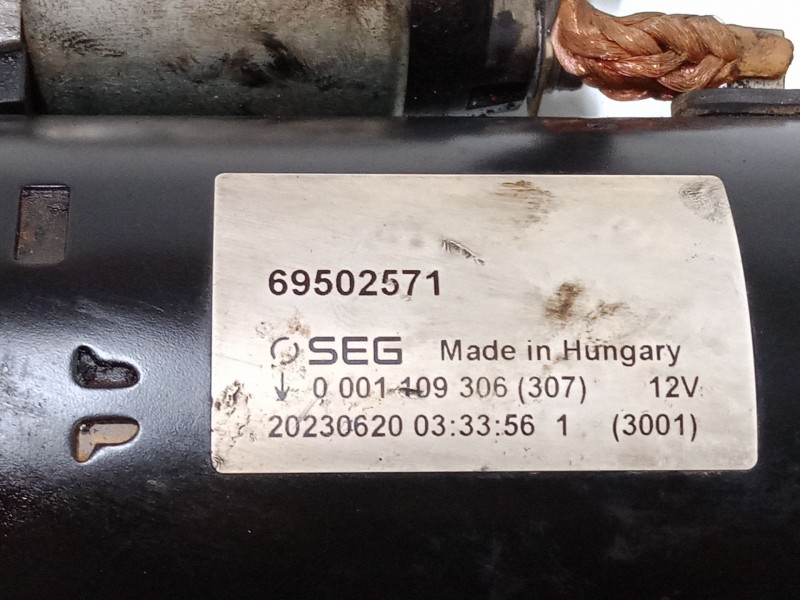 69502571
SEG Made in Hungary
0 001 109 306 (307) 12V
20230620 03:33:56 1 (3001)